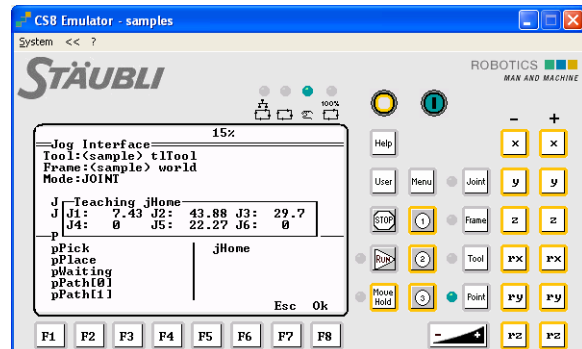 CS8 Emulator - samples
System << ?
STÄUBLI
ROBOTICS
MAN AND MACHINE
100%
- +
15%
Jog Interface
Tool:(sample) tlTool
Frame:(sample) world
Mode:JOINT
J Teaching jHome
J J1: 7.43 J2: 43.88 J3: 29.7
J4: 0 J5: 22.27 J6: 0
P
pPick jHome
pPlace
pWaiting
pPath[0]
pPath[1]
Esc Ok
Help x x
User Menu Joint y y
STOP 1 Frame z z
RUN 2 Tool rx rx
Move Hold 3 Point ry ry
F1 F2 F3 F4 F5 F6 F7 F8 - + rz rz